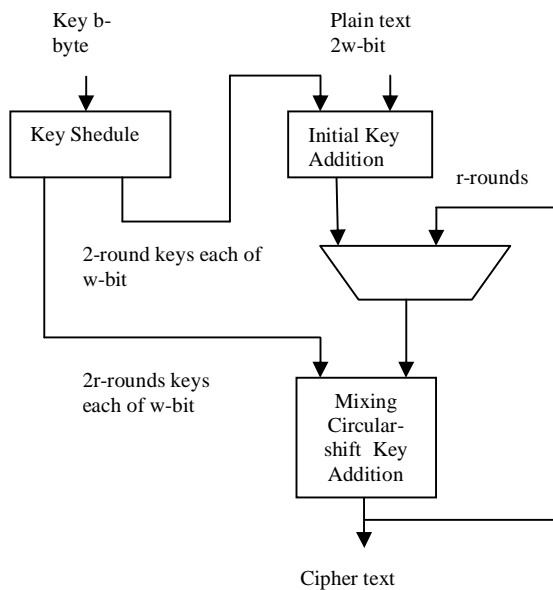 Key b-
byte
Plain text
2w-bit
Key Shedule
Initial Key
Addition
r-rounds
2-round keys each of
w-bit
2r-rounds keys
each of w-bit
Mixing
Circular-
shift Key
Addition
Cipher text